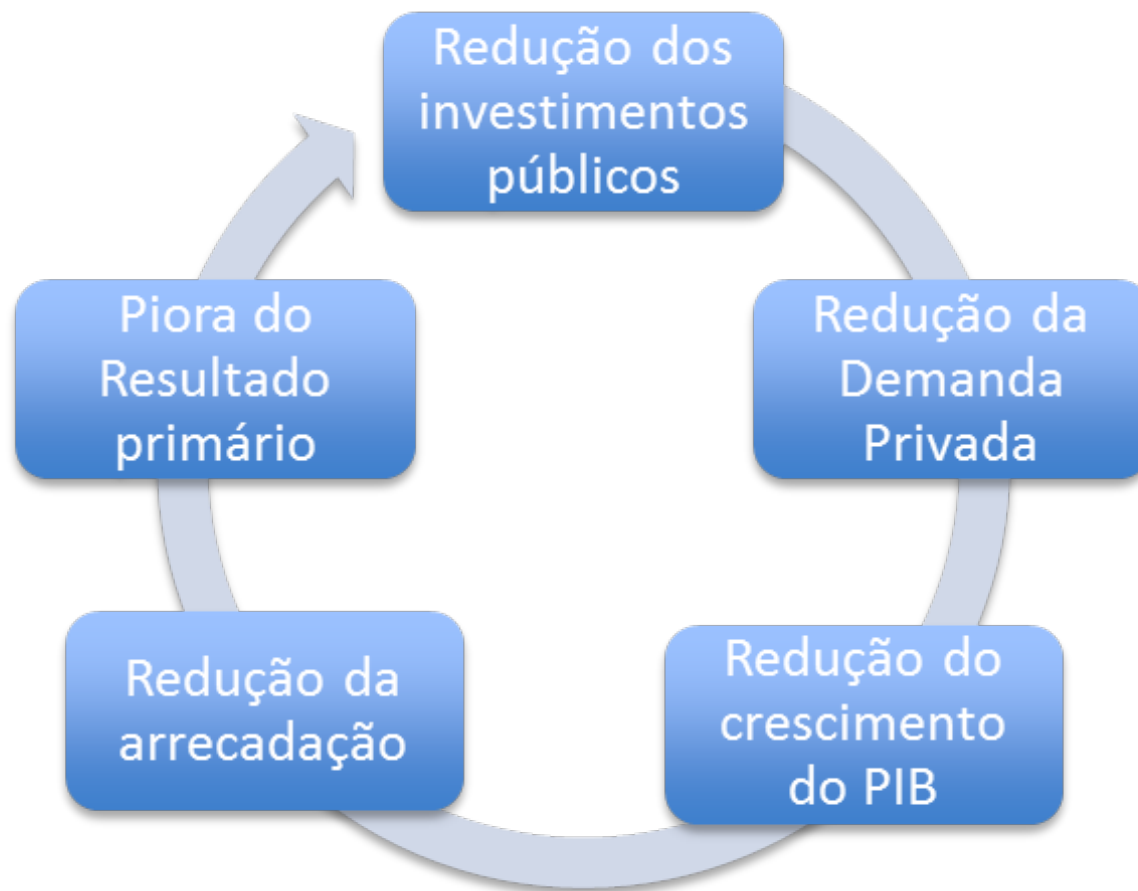 Redução dos
investimentos
públicos
Redução da
Demanda
Privada
Redução do
crescimento
do PIB
Redução da
arrecadação
Piora do
Resultado
primário